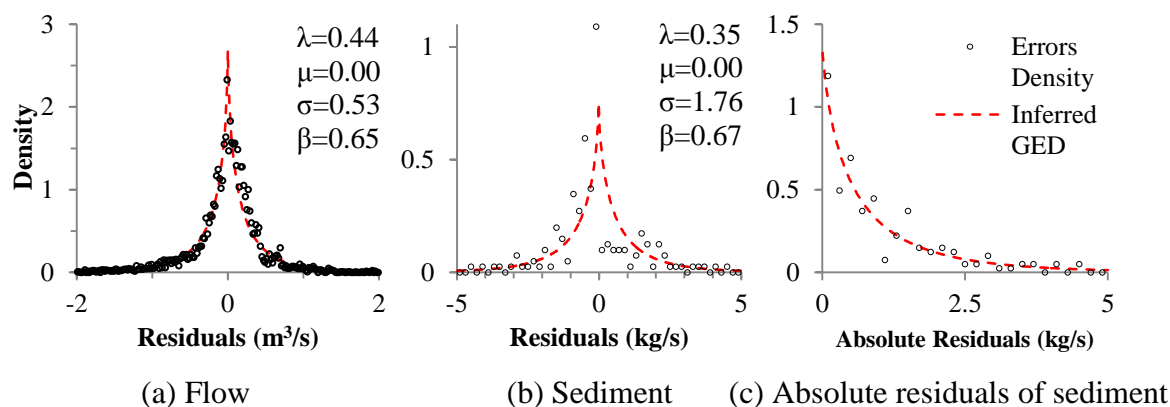 3
2
1
0
Density
λ=0.44
μ=0.00
σ=0.53
β=0.65
-2
0
2
Residuals (m³/s)
(a) Flow
1
0.5
0
λ=0.35
μ=0.00
σ=1.76
β=0.67
-5
0
5
Residuals (kg/s)
(b) Sediment
1.5
1
0.5
0
Errors
Density
Inferred
GED
0
2.5
5
Absolute Residuals (kg/s)
(c) Absolute residuals of sediment